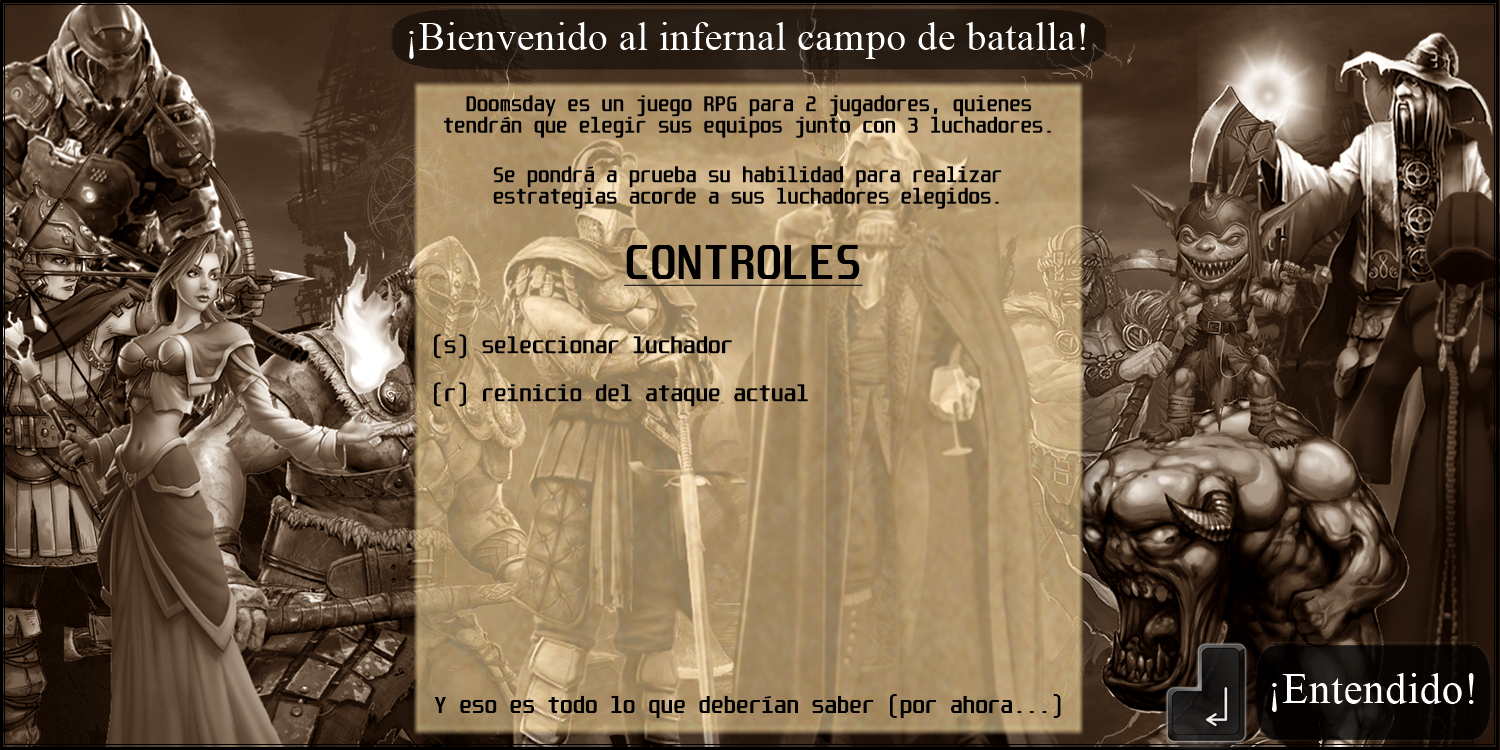 ¡Bienvenido al infernal campo de batalla!
Doomsday es un juego RPG para 2 jugadores, quienes
tendrán que elegir sus equipos junto con 3 luchadores.
Se pondrá a prueba su habilidad para realizar
estrategias acorde a sus luchadores elegidos.
CONTROLES
(s) seleccionar luchador
(r) reinicio del ataque actual
Y eso es todo lo que deberían saber (por ahora...)
¡Entendido!